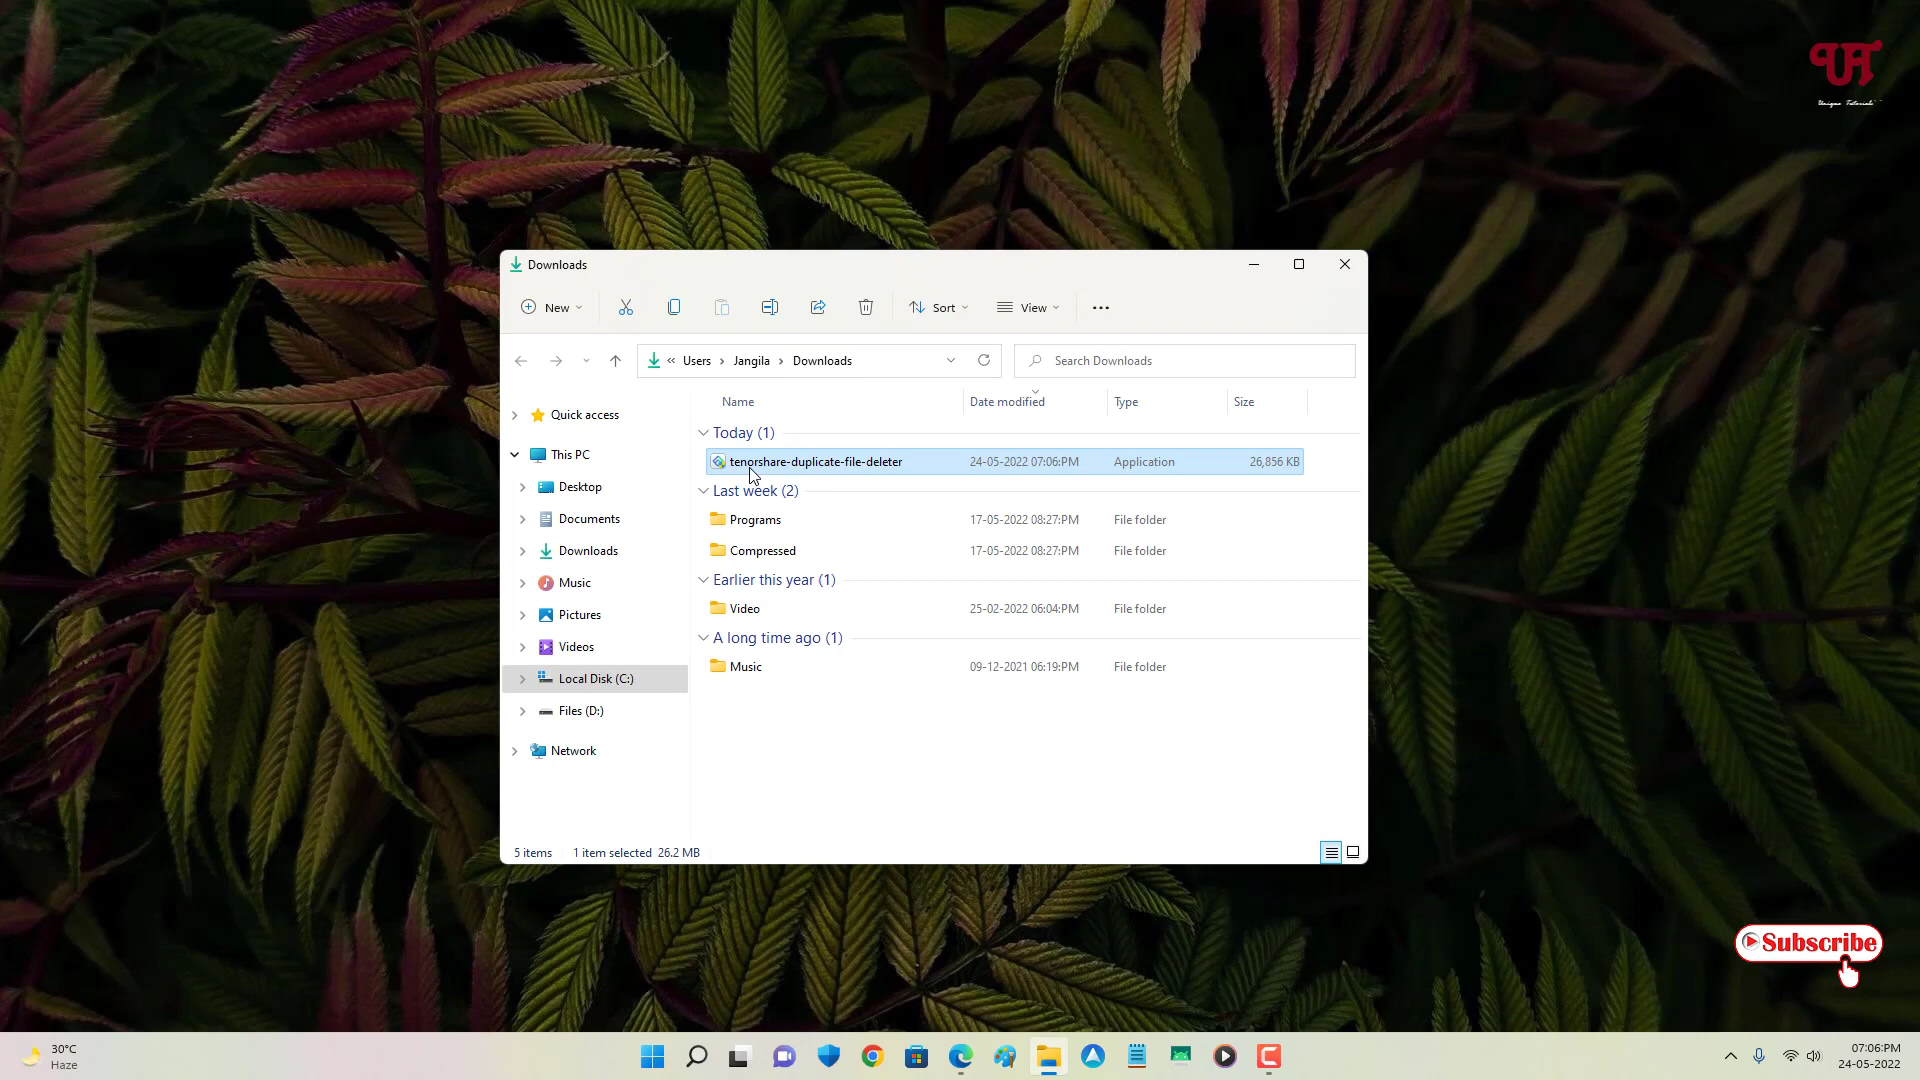 UT
Unique Tutorial
Downloads
New
Sort
View
« Users > Jangila > Downloads
Search Downloads
Name Date modified Type Size
Quick access
This PC
Desktop
Documents
Downloads
Music
Pictures
Videos
Local Disk (C:)
Files (D:)
Network
Today (1)
tenorshare-duplicate-file-deleter 24-05-2022 07:06:PM Application 26,856 KB
Last week (2)
Programs 17-05-2022 08:27:PM File folder
Compressed 17-05-2022 08:27:PM File folder
Earlier this year (1)
Video 25-02-2022 06:04:PM File folder
A long time ago (1)
Music 09-12-2021 06:19:PM File folder
5 items 1 item selected 26.2 MB
Subscribe
30°C
Haze
07:06:PM
24-05-2022